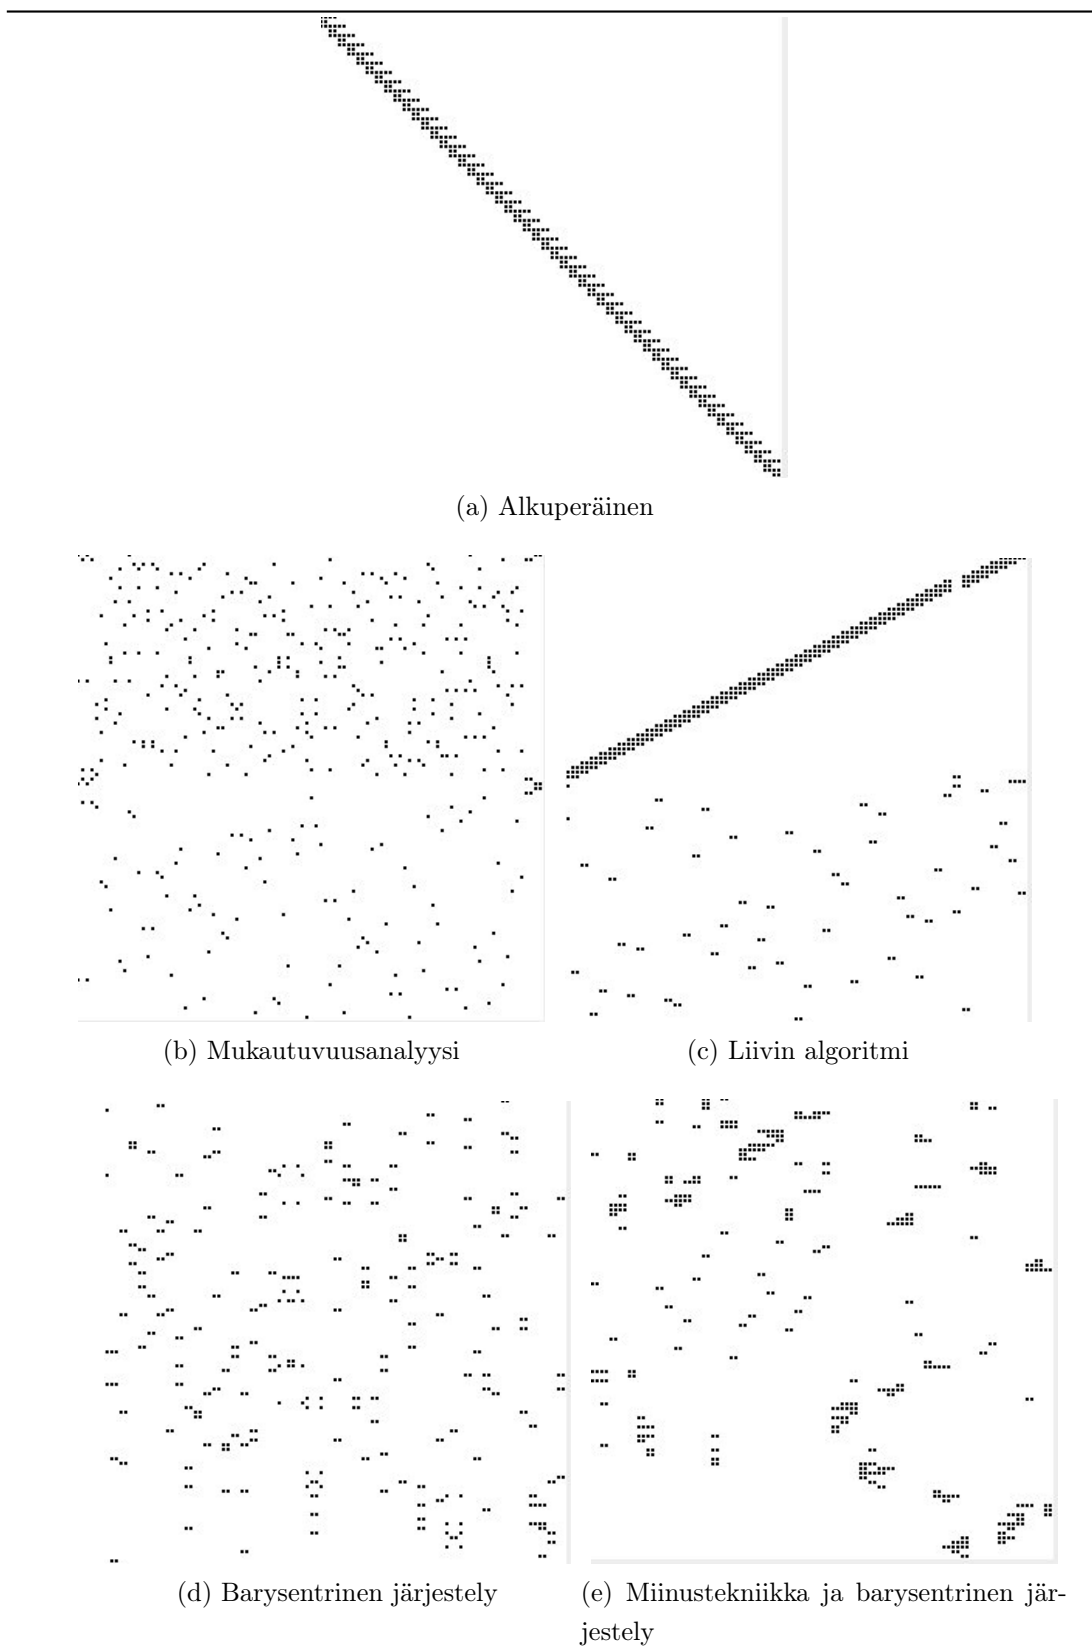 (a) Alkuperäinen
(b) Mukautuvuusanalyysi
(c) Liivin algoritmi
(d) Barysentrinen järjestely
(e) Miinustekniikka ja barysentrinen jär-
jestely